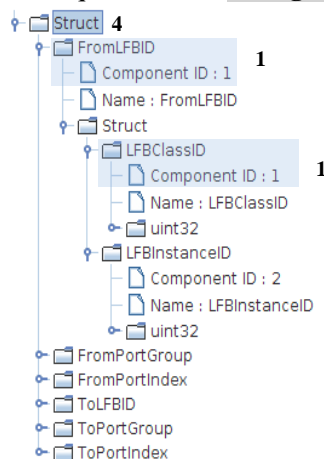 Struct 4
FromLFBID
Component ID : 1 1
Name : FromLFBID
Struct
LFBClassID
Component ID : 1 1
Name : LFBClassID
uint32
LFBInstanceID
Component ID : 2
Name : LFBInstanceID
uint32
FromPortGroup
FromPortIndex
ToLFBID
ToPortGroup
ToPortIndex